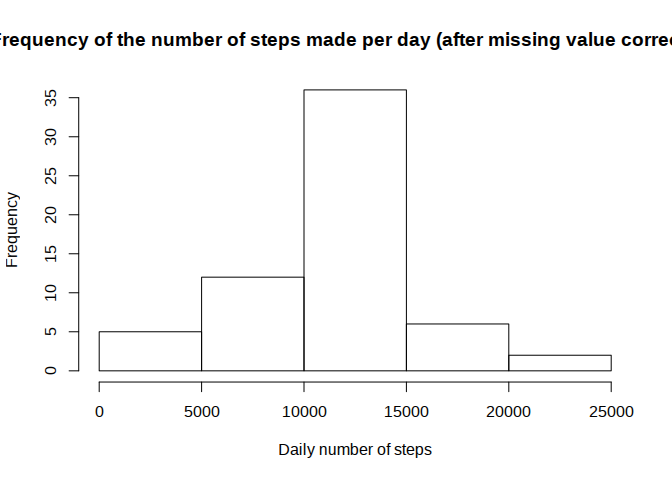 Frequency of the number of steps made per day (after missing value correc
Frequency
35
30
25
20
15
10
5
0
0 5000 10000 15000 20000 25000
Daily number of steps